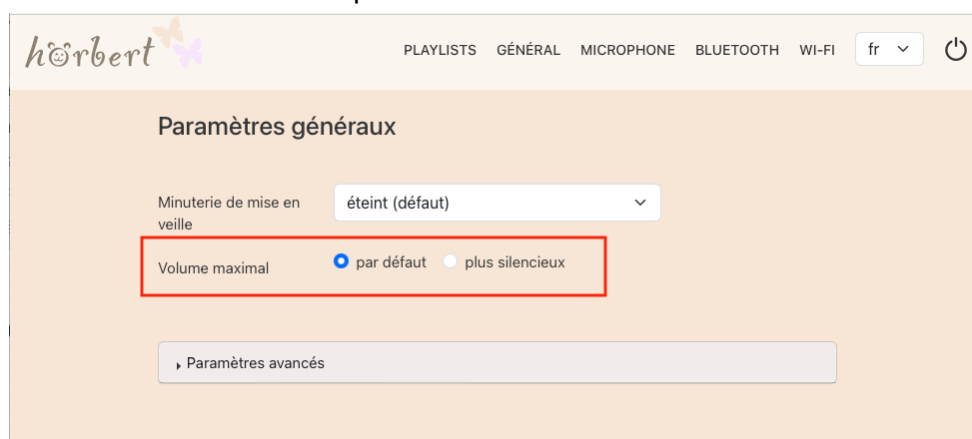 hörbert
PLAYLISTS GÉNÉRAL MICROPHONE BLUETOOTH WI-FI fr
Paramètres généraux
Minuterie de mise en veille
éteint (défaut)
Volume maximal
par défaut plus silencieux
Paramètres avancés